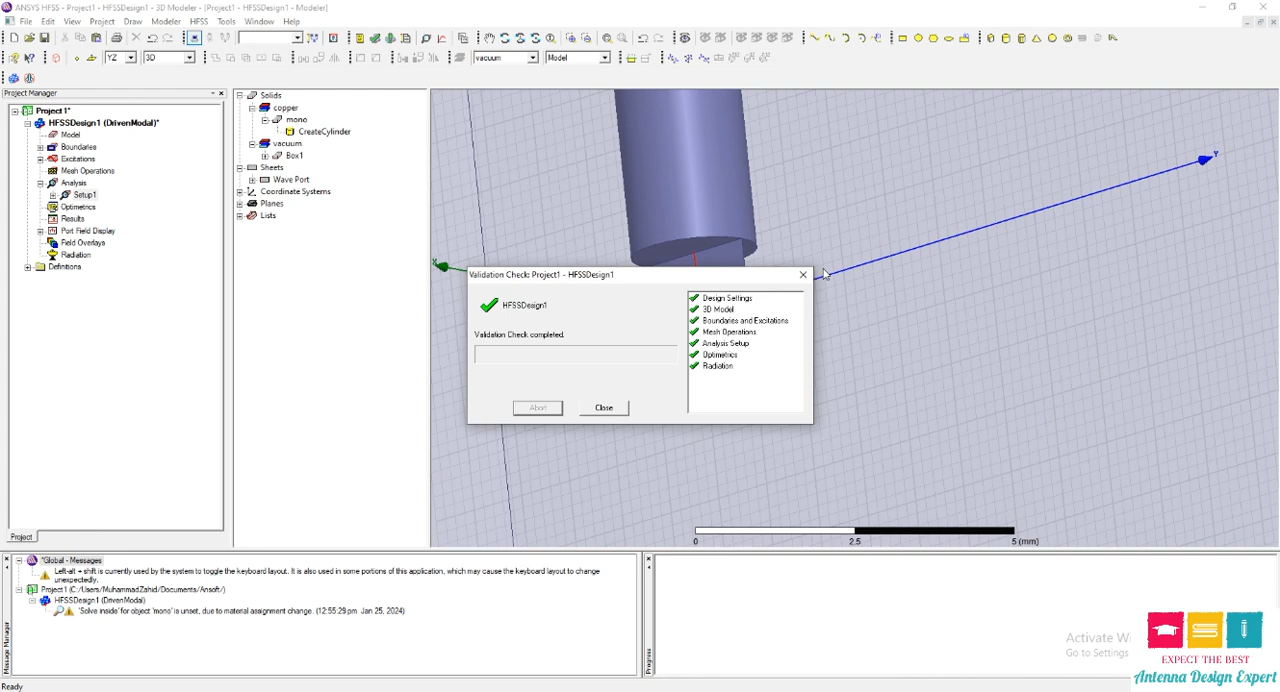 ANSYS HFSS - Project1 - HFSSDesign1 - 3D Modeler - [Project1 - HFSSDesign1 - Modeler]
File Edit View Project Draw Modeler HFSS Tools Window Help
YZ 3D vacuum Model
Project Manager
Project1*
HFSSDesign1 (DrivenModal)*
Model
Boundaries
Excitations
Mesh Operations
Analysis
Setup1
Optimetrics
Results
Port Field Display
Field Overlays
Radiation
Definitions
Project
Solids
copper
mono
CreateCylinder
vacuum
Box1
Sheets
Wave Port
Coordinate Systems
Planes
Lists
Y
X
Validation Check: Project1 - HFSSDesign1
HFSSDesign1
Validation Check completed.
Abort
Close
Design Settings
3D Model
Boundaries and Excitations
Mesh Operations
Analysis Setup
Optimetrics
Radiation
0 2.5 5 (mm)
*Global - Messages
Left-alt + shift is currently used by the system to toggle the keyboard layout. It is also used in some portions of this application, which may cause the keyboard layout to change
unexpectedly.
Project1 (C:/Users/MuhammadZahid/Documents/Ansoft/)
HFSSDesign1 (DrivenModal)
'Solve inside' for object 'mono' is unset, due to material assignment change. (12:55:29 pm Jan 25, 2024)
Message Manager
Progress
Activate Wi
Go to Settings
EXPECT THE BEST
Antenna Design Expert
Ready